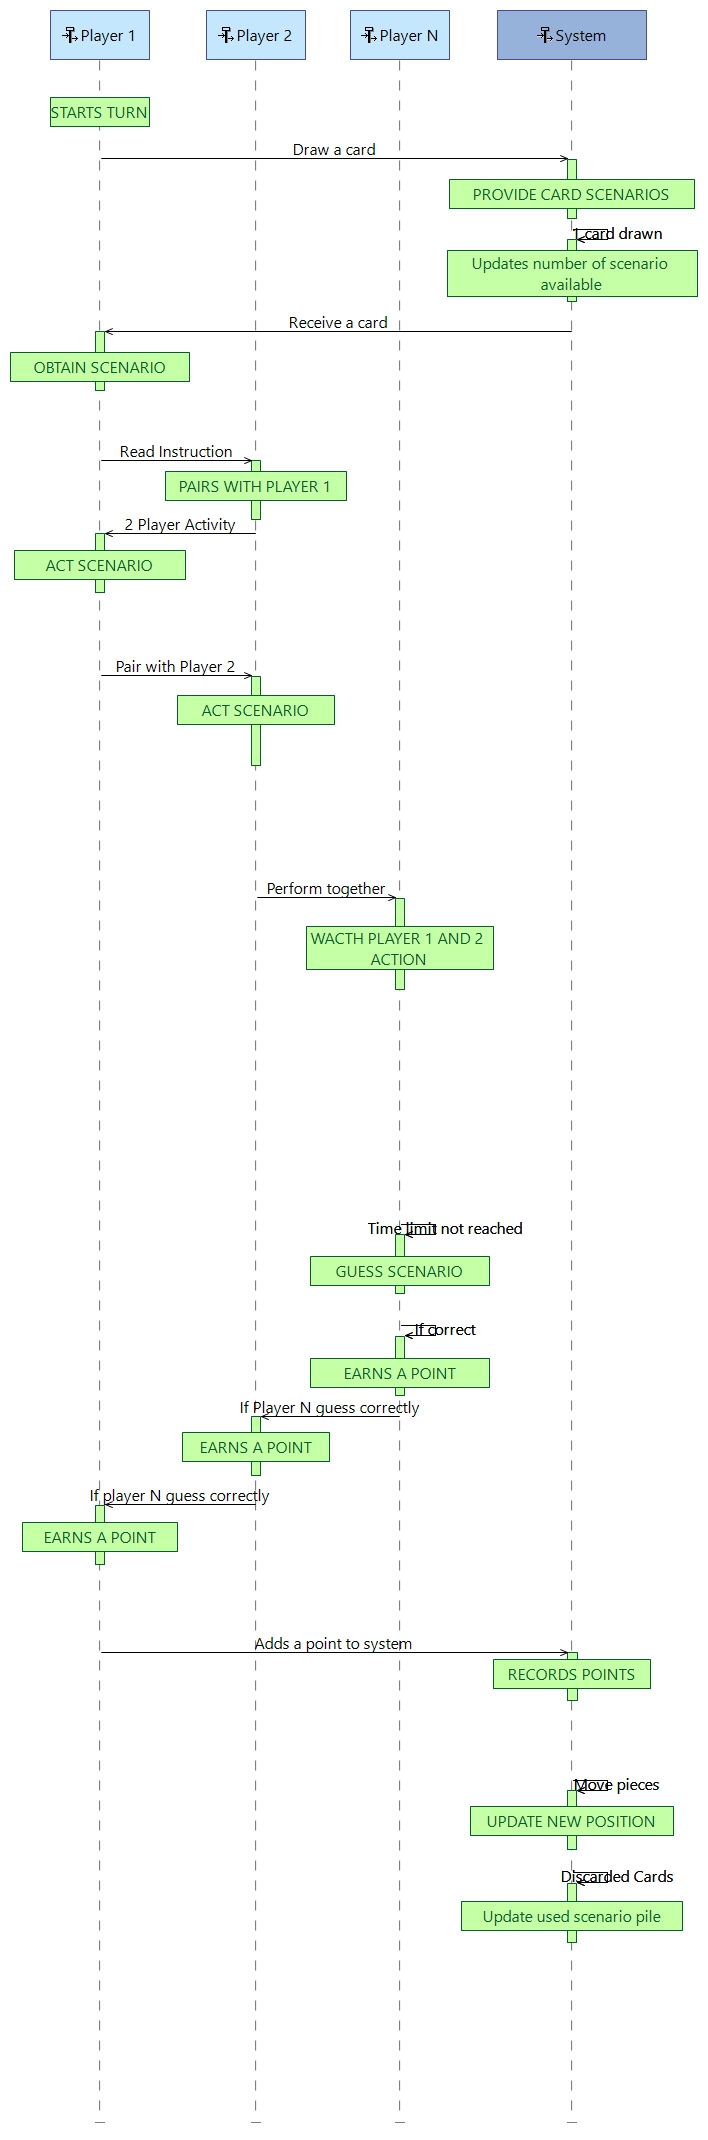 Player 1
Player 2
Player N
System
STARTS TURN
Draw a card
PROVIDE CARD SCENARIOS
1 card drawn
Updates number of scenario
available
Receive a card
OBTAIN SCENARIO
Read Instruction
PAIRS WITH PLAYER 1
2 Player Activity
ACT SCENARIO
Pair with Player 2
ACT SCENARIO
Perform together
WACTH PLAYER 1 AND 2
ACTION
Time limit not reached
GUESS SCENARIO
If correct
EARNS A POINT
If Player N guess correctly
EARNS A POINT
If player N guess correctly
EARNS A POINT
Adds a point to system
RECORDS POINTS
Move pieces
UPDATE NEW POSITION
Discarded Cards
Update used scenario pile